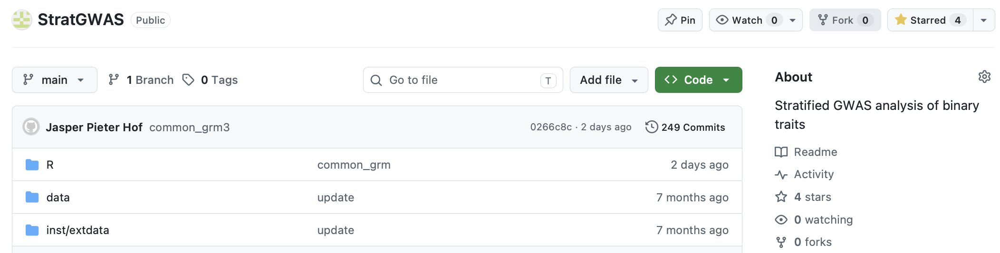 StratGWAS Public Pin Watch 0 Fork 0 Starred 4
main 1 Branch 0 Tags Go to file T Add file Code
Jasper Pieter Hof common_grm3 0266c8c · 2 days ago 249 Commits
R common_grm 2 days ago
data update 7 months ago
inst/extdata update 7 months ago
About
Stratified GWAS analysis of binary
traits
Readme
Activity
4 stars
0 watching
0 forks